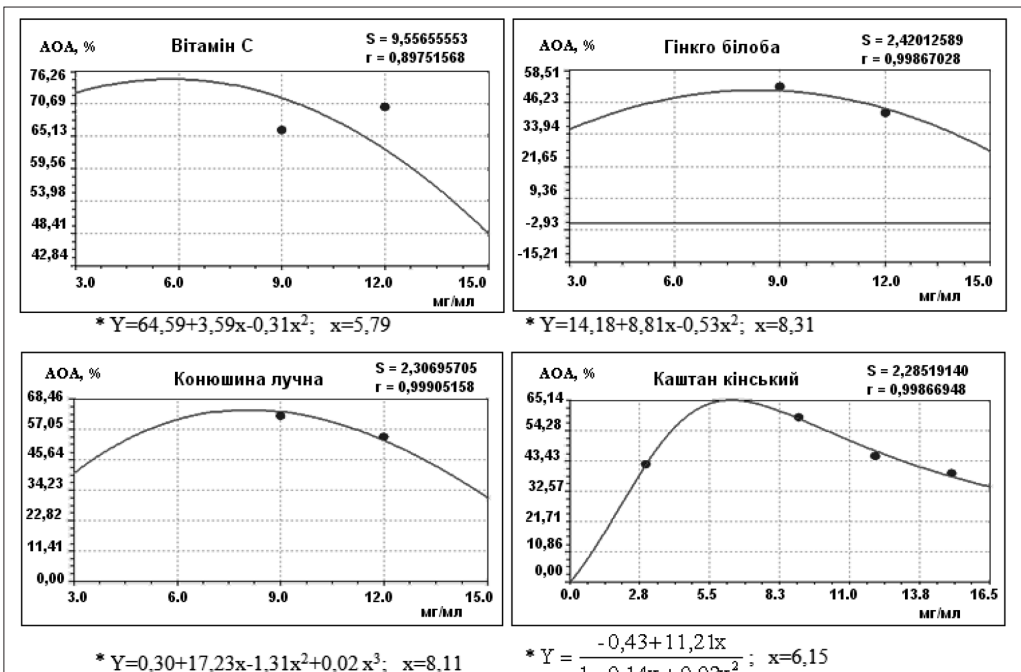 АОА, % Вітамін С S = 9,55655553
r = 0,89751568
76,26
70,69
65,13
59,56
53,98
48,41
42,84
3.0 6.0 9.0 12.0 15.0
мг/мл
* Y=64,59+3,59x-0,31x²; x=5,79
АОА, % Гінкго білоба S = 2,42012589
r = 0,99867028
58,51
46,23
33,94
21,65
9,36
-2,93
-15,21
3.0 6.0 9.0 12.0 15.0
мг/мл
* Y=14,18+8,81x-0,53x²; x=8,31
АОА, % Конюшина лучна S = 2,30695705
r = 0,99905158
68,46
57,05
45,64
34,23
22,82
11,41
0,00
3.0 6.0 9.0 12.0 15.0
мг/мл
* Y=0,30+17,23x-1,31x²+0,02 x³; x=8,11
АОА, % Каштан кінський S = 2,28519140
r = 0,99866948
65,14
54,28
43,43
32,57
21,71
10,86
0,00
0.0 2.8 5.5 8.3 11.0 13.8 16.5
мг/мл
-0,43+11,21x
* Y = ; x=6,15